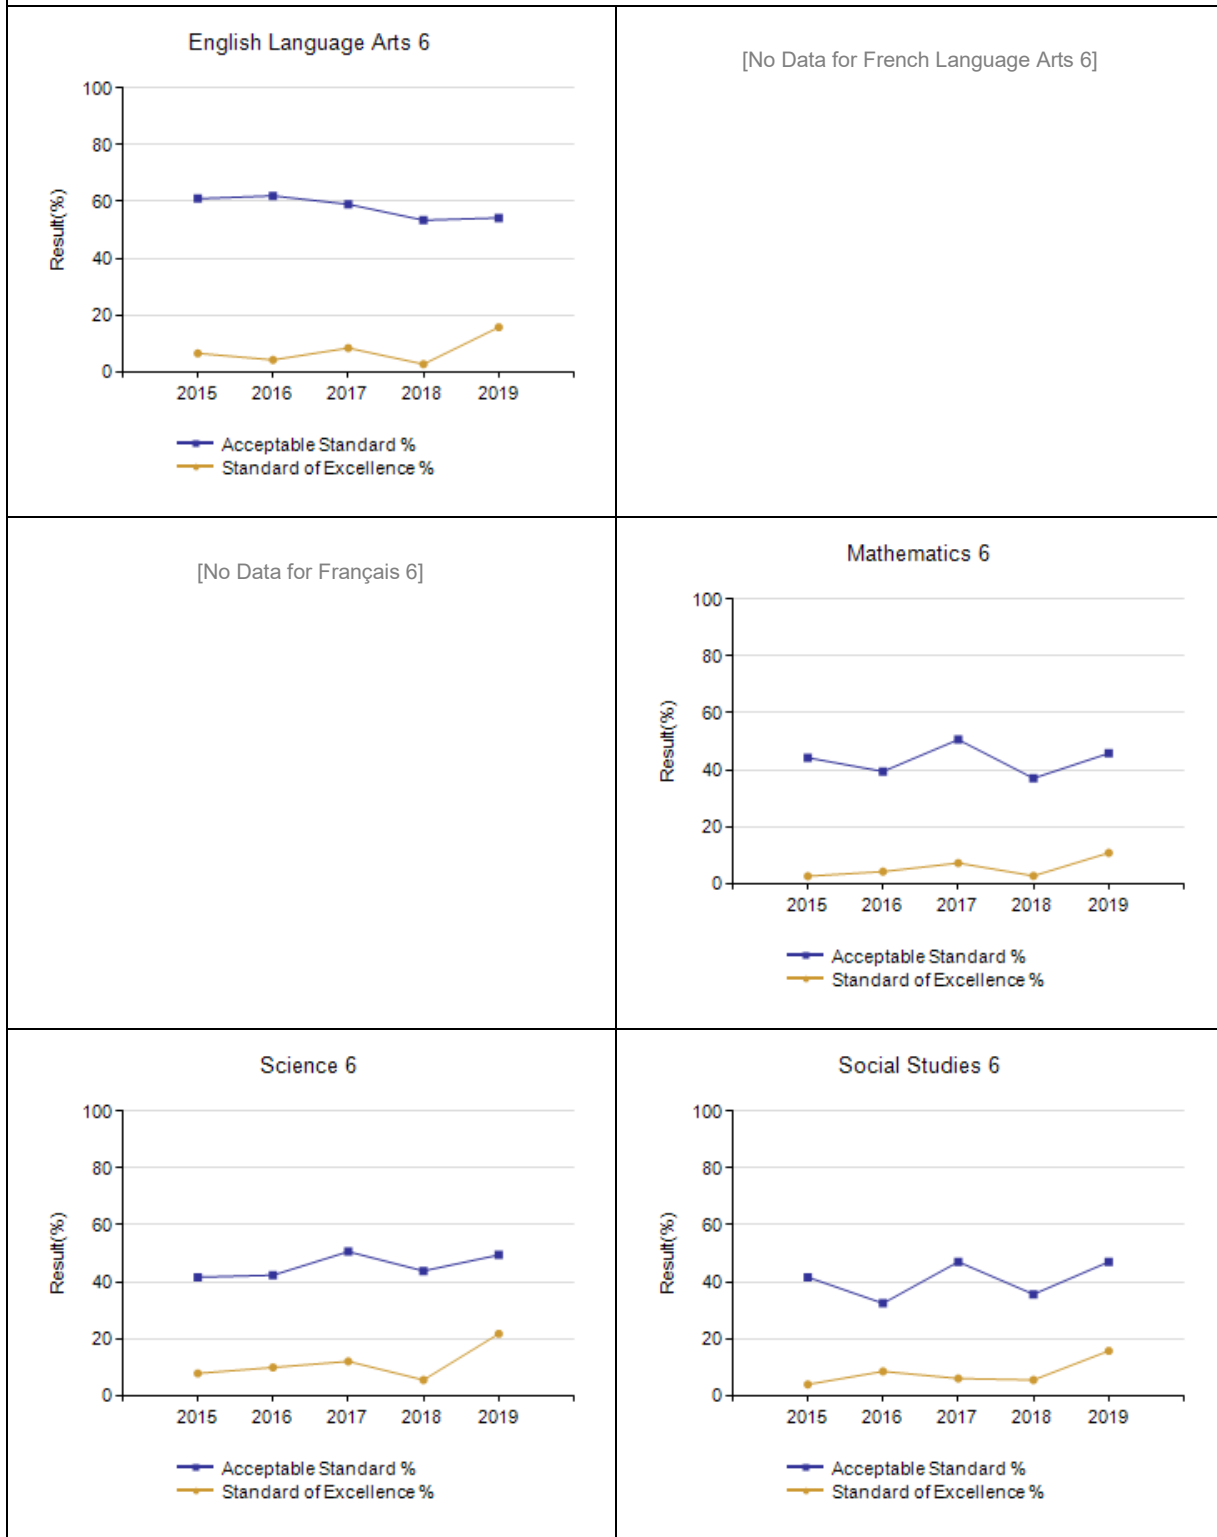 English Language Arts 6
100
80
60
40
20
0
Result(%)
2015 2016 2017 2018 2019
Acceptable Standard %
Standard of Excellence %
[No Data for French Language Arts 6]
[No Data for Français 6]
Mathematics 6
100
80
60
40
20
0
Result(%)
2015 2016 2017 2018 2019
Acceptable Standard %
Standard of Excellence %
Science 6
100
80
60
40
20
0
Result(%)
2015 2016 2017 2018 2019
Acceptable Standard %
Standard of Excellence %
Social Studies 6
100
80
60
40
20
0
Result(%)
2015 2016 2017 2018 2019
Acceptable Standard %
Standard of Excellence %